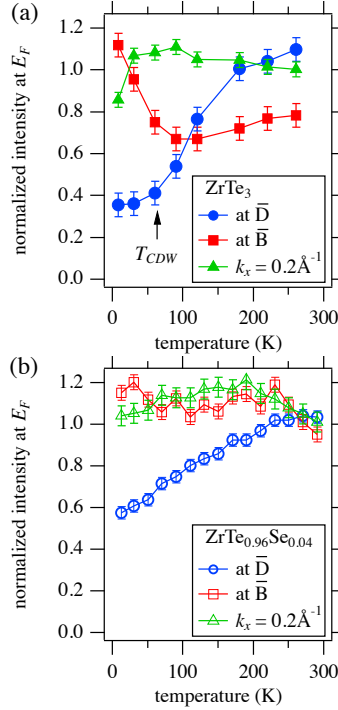 (a)
normalized intensity at E_F
1.2
1.0
0.8
0.6
0.4
0.2
0.0
T_CDW
ZrTe₃
at D̅
at B̅
kₓ = 0.2Å⁻¹
0 100 200 300
temperature (K)
(b)
normalized intensity at E_F
1.2
1.0
0.8
0.6
0.4
0.2
0.0
ZrTe₀.₉₆Se₀.₀₄
at D̅
at B̅
kₓ = 0.2Å⁻¹
0 100 200 300
temperature (K)